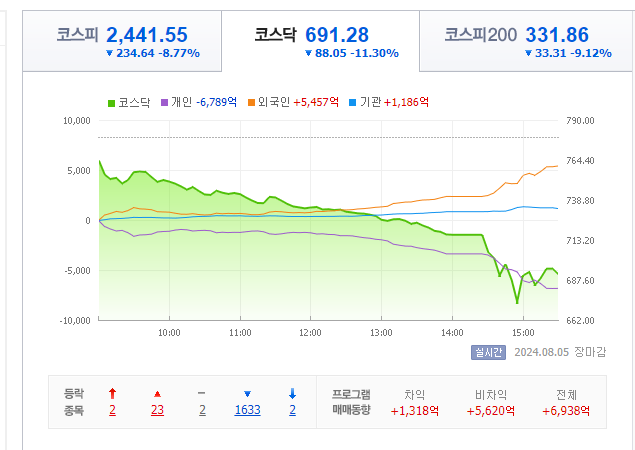 코스피 2,441.55
▼ 234.64 -8.77%
코스닥 691.28
▼ 88.05 -11.30%
코스피200 331.86
▼ 33.31 -9.12%
코스닥 개인 -6,789억 외국인 +5,457억 기관 +1,186억
10,000 790.00
5,000 764.40
0 738.80
713.20
-5,000 687.60
-10,000 662.00
10:00 11:00 12:00 13:00 14:00 15:00
실시간 2024.08.05 장마감
등락
종목
↑ ▲ − ▼ ↓
2 23 2 1633 2
프로그램
매매동향
차익 비차익 전체
+1,318억 +5,620억 +6,938억